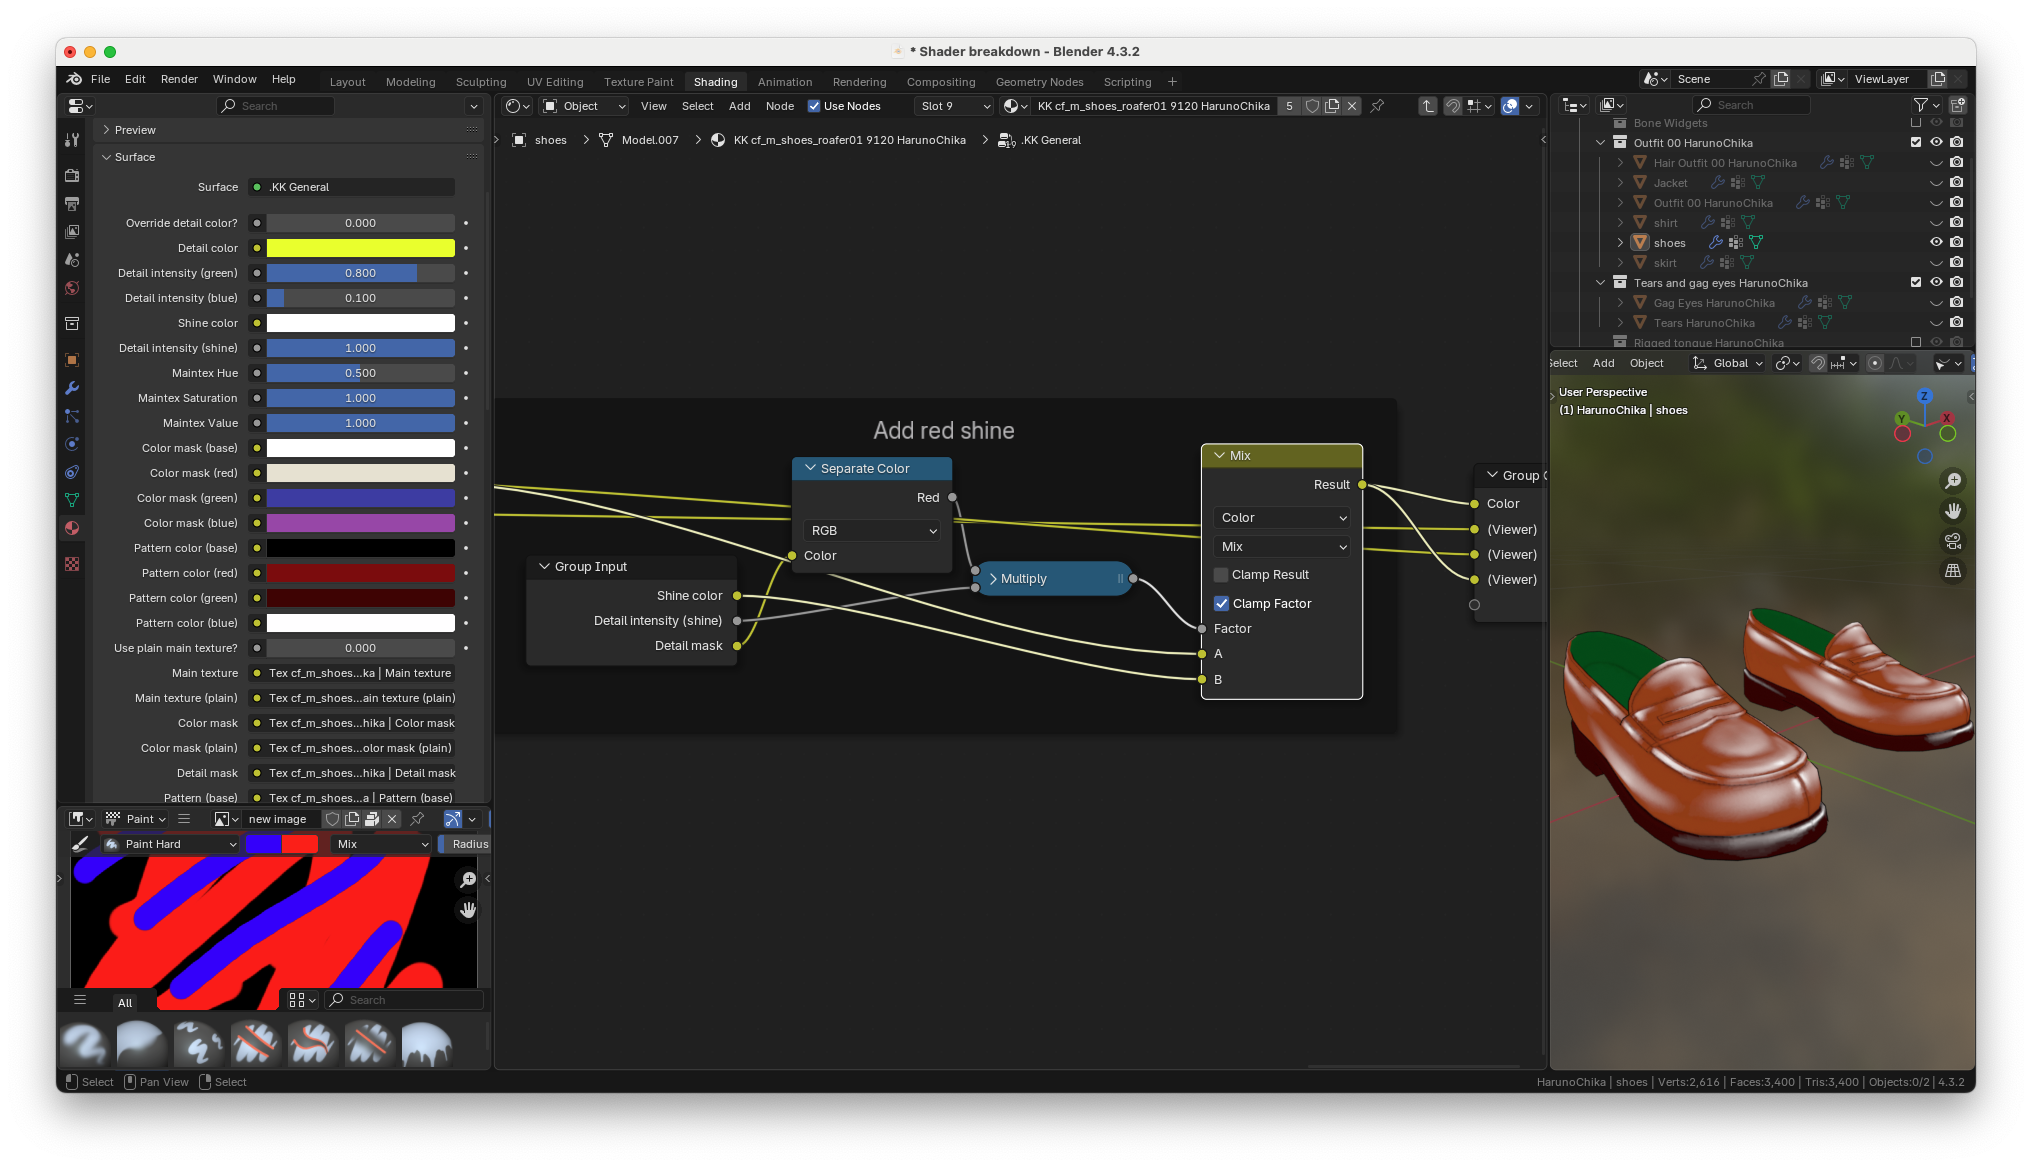 * Shader breakdown - Blender 4.3.2
File Edit Render Window Help
Layout Modeling Sculpting UV Editing Texture Paint Shading Animation Rendering Compositing Geometry Nodes Scripting +
Scene
ViewLayer
Search
Object View Select Add Node Use Nodes Slot 9 KK cf_m_shoes_roafer01 9120 HarunoChika 5
Search
Preview
Surface
Surface .KK General
Override detail color? 0.000
Detail color
Detail intensity (green) 0.800
Detail intensity (blue) 0.100
Shine color
Detail intensity (shine) 1.000
Maintex Hue 0.500
Maintex Saturation 1.000
Maintex Value 1.000
Color mask (base)
Color mask (red)
Color mask (green)
Color mask (blue)
Pattern color (base)
Pattern color (red)
Pattern color (green)
Pattern color (blue)
Use plain main texture? 0.000
Main texture Tex cf_m_shoes...ka | Main texture
Main texture (plain) Tex cf_m_shoes...ain texture (plain)
Color mask Tex cf_m_shoes...hika | Color mask
Color mask (plain) Tex cf_m_shoes...olor mask (plain)
Detail mask Tex cf_m_shoes...hika | Detail mask
Pattern (base) Tex cf_m_shoes...a | Pattern (base)
Paint new image
Paint Hard Mix Radius
All Search
shoes Model.007 KK cf_m_shoes_roafer01 9120 HarunoChika .KK General
Add red shine
Separate Color
Red
RGB
Color
Group Input
Shine color
Detail intensity (shine)
Detail mask
Multiply
Mix
Result
Color
Mix
Clamp Result
Clamp Factor
Factor
A
B
Group
Color
(Viewer)
(Viewer)
(Viewer)
Bone Widgets
Outfit 00 HarunoChika
Hair Outfit 00 HarunoChika
Jacket
Outfit 00 HarunoChika
shirt
shoes
skirt
Tears and gag eyes HarunoChika
Gag Eyes HarunoChika
Tears HarunoChika
Rigged tongue HarunoChika
Select Add Object Global
User Perspective
(1) HarunoChika | shoes
Z
Y
X
Select Pan View Select
HarunoChika | shoes | Verts:2,616 | Faces:3,400 | Tris:3,400 | Objects:0/2 | 4.3.2